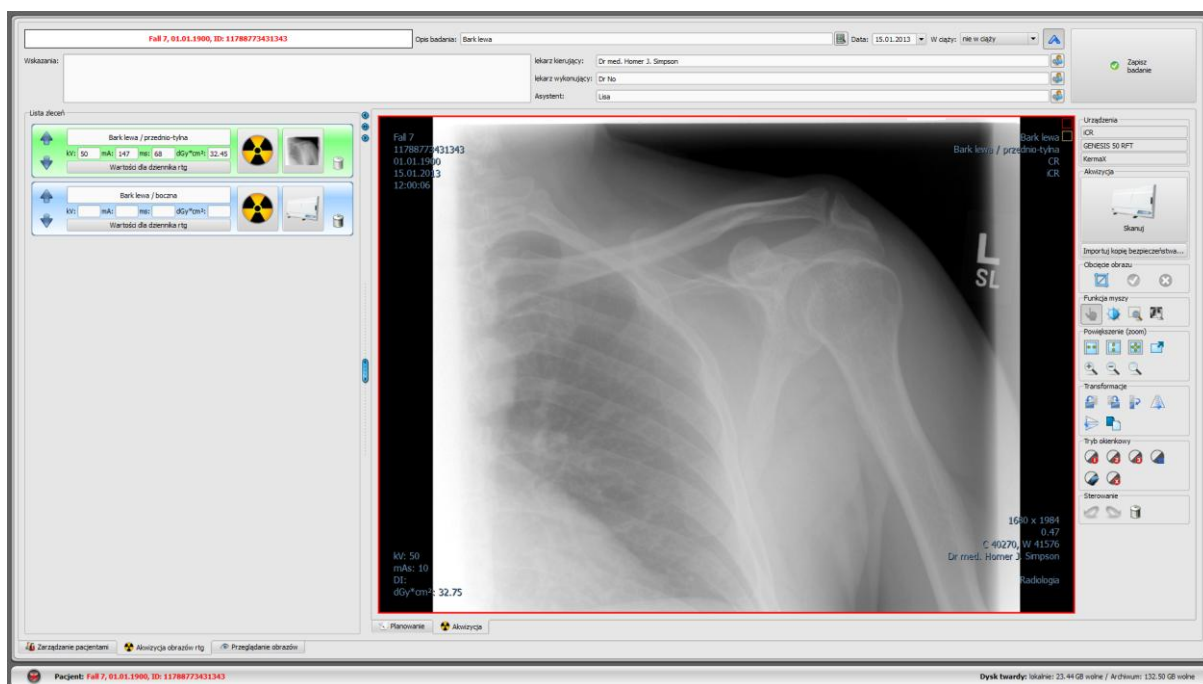 Fall 7, 01.01.1900, ID: 11788773431343
Opis badania: Bark lewa
Data: 15.01.2013
W ciąży: nie w ciąży
Wskazania:
lekarz kierujący: Dr med. Homer J. Simpson
lekarz wykonujący: Dr No
Asystent: Lisa
Zapisz
badanie
Lista zleceń
Bark lewa / przednio-tylna
kV: 50 mA: 147 ms: 68 dGy*cm²: 32.45
Wartości dla dziennika rtg
Bark lewa / boczna
kV: mA: ms: dGy*cm²:
Wartości dla dziennika rtg
Fall 7
11788773431343
01.01.1900
15.01.2013
12:00:06
Bark lewa
Bark lewa / przednio-tylna
CR
iCR
L
SL
kV: 50
mAs: 10
DI:
dGy*cm²: 32.75
1680 x 1984
0.47
C 40270, W 41576
Dr med. Homer J. Simpson
Radiologia
Urządzenia
iCR
GENESIS 50 RFT
KermaX
Akwizycja
Skanuj
Importuj kopię bezpieczeństwa...
Obcięcie obrazu
Funkcja myszy
Powiększenie (zoom)
Transformacje
Tryb okienkowy
Sterowanie
Planowanie
Akwizycja
Zarządzanie pacjentami
Akwizycja obrazów rtg
Przeglądanie obrazów
Pacjent: Fall 7, 01.01.1900, ID: 11788773431343
Dysk twardy: lokalnie: 23.44 GB wolne / Archiwum: 132.50 GB wolne